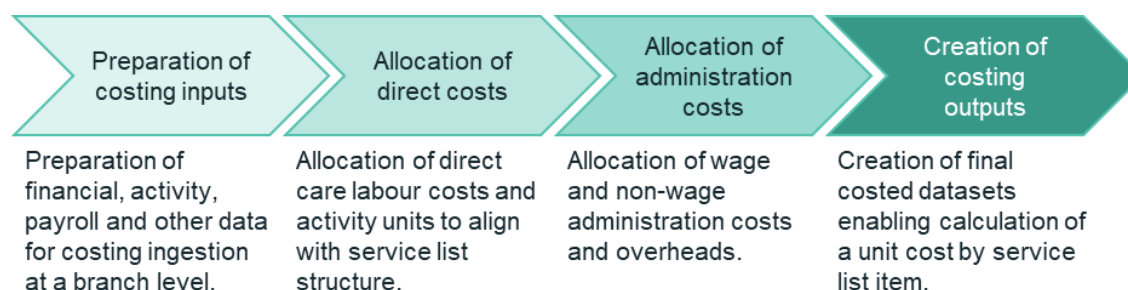 Preparation of
costing inputs
Allocation of
direct costs
Allocation of
administration
costs
Creation of
costing
outputs
Preparation of
financial, activity,
payroll and other data
for costing ingestion
at a branch level.
Allocation of direct
care labour costs and
activity units to align
with service list
structure.
Allocation of wage
and non-wage
administration costs
and overheads.
Creation of final
costed datasets
enabling calculation of
a unit cost by service
list item.